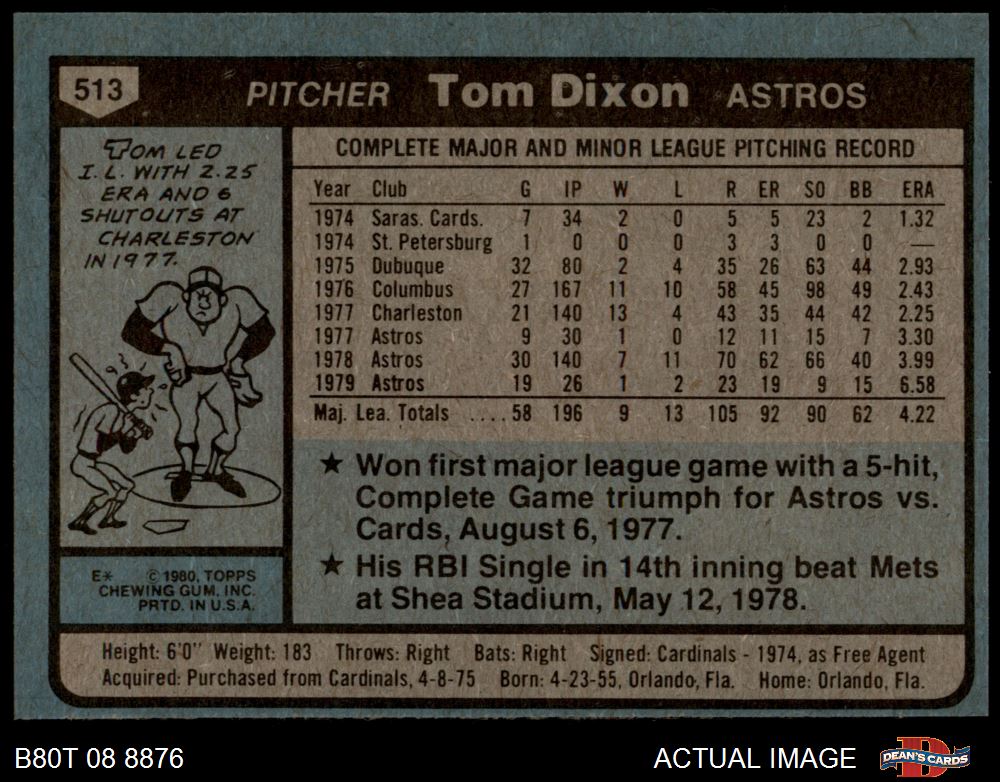 513 PITCHER Tom Dixon ASTROS
TOM LED
I.L. WITH 2.25
ERA AND 6
SHUTOUTS AT
CHARLESTON
IN 1977.
COMPLETE MAJOR AND MINOR LEAGUE PITCHING RECORD
Year Club G IP W L R ER SO BB ERA
1974 Saras. Cards. 7 34 2 0 5 5 23 2 1.32
1974 St. Petersburg 1 0 0 0 3 3 0 0 —
1975 Dubuque 32 80 2 4 35 26 63 44 2.93
1976 Columbus 27 167 11 10 58 45 98 49 2.43
1977 Charleston 21 140 13 4 43 35 44 42 2.25
1977 Astros 9 30 1 0 12 11 15 7 3.30
1978 Astros 30 140 7 11 70 62 66 40 3.99
1979 Astros 19 26 1 2 23 19 9 15 6.58
Maj. Lea. Totals .... 58 196 9 13 105 92 90 62 4.22
★ Won first major league game with a 5-hit,
Complete Game triumph for Astros vs.
Cards, August 6, 1977.
★ His RBI Single in 14th inning beat Mets
at Shea Stadium, May 12, 1978.
E* © 1980, TOPPS
CHEWING GUM, INC.
PRTD. IN U.S.A.
Height: 6'0" Weight: 183 Throws: Right Bats: Right Signed: Cardinals - 1974, as Free Agent
Acquired: Purchased from Cardinals, 4-8-75 Born: 4-23-55, Orlando, Fla. Home: Orlando, Fla.
B80T 08 8876 ACTUAL IMAGE DEAN'S CARDS